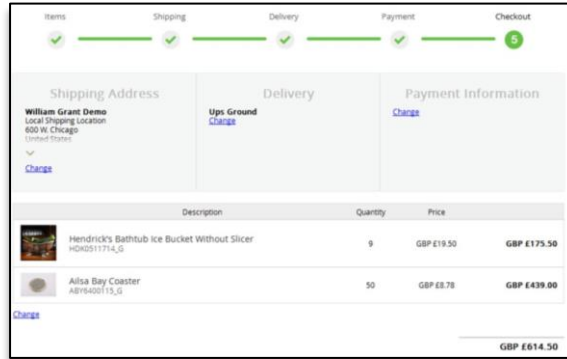 Items Shipping Delivery Payment Checkout
5
Shipping Address
William Grant Demo
Local Shipping Location
600 W. Chicago
United States
Change
Delivery
Ups Ground
Change
Payment Information
Change
Description Quantity Price
Hendrick's Bathtub Ice Bucket Without Slicer 9 GBP £19.50 GBP £175.50
HDK0511714_G
Ailsa Bay Coaster 50 GBP £8.78 GBP £439.00
ABY6400115_G
Change
GBP £614.50